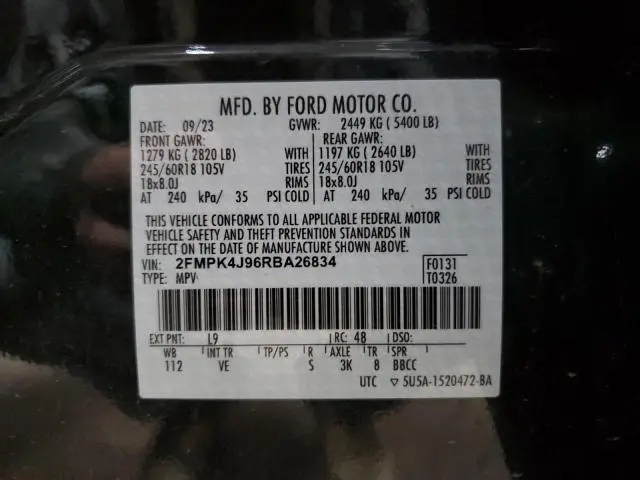 MFD. BY FORD MOTOR CO.
DATE: 09/23 GVWR: 2449 KG ( 5400 LB)
FRONT GAWR: REAR GAWR:
1279 KG ( 2820 LB) WITH 1197 KG ( 2640 LB) WITH
245/60R18 105V TIRES 245/60R18 105V TIRES
18x8.0J RIMS 18x8.0J RIMS
AT 240 kPa/ 35 PSI COLD AT 240 kPa/ 35 PSI COLD
THIS VEHICLE CONFORMS TO ALL APPLICABLE FEDERAL MOTOR
VEHICLE SAFETY AND THEFT PREVENTION STANDARDS IN
EFFECT ON THE DATE OF MANUFACTURE SHOWN ABOVE.
VIN: 2FMPK4J96RBA26834 F0131
TYPE: MPV T0326
EXT PNT: L9 RC: 48 DSO:
WB INT TR TP/PS R AXLE TR SPR
112 VE S 3K 8 BBCC
UTC ▽ 5U5A-1520472-BA